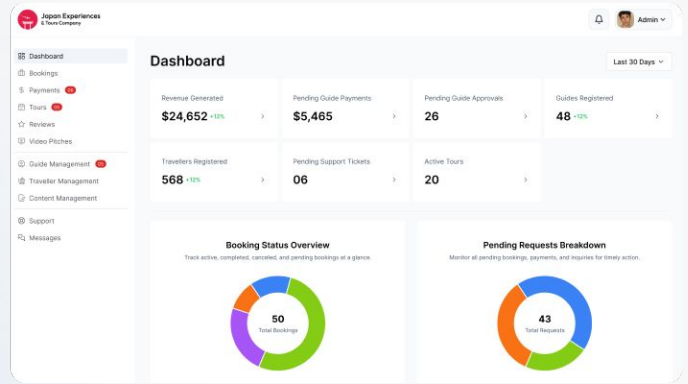 Japan Experiences
& Tours Company
Admin
Dashboard
Bookings
Payments
Tours
Reviews
Video Pitches
Guide Management
Traveller Management
Content Management
Support
Messages
Dashboard
Last 30 Days
Revenue Generated
$24,652 +12%
Pending Guide Payments
$5,465
Pending Guide Approvals
26
Guides Registered
48 +12%
Travellers Registered
568 +12%
Pending Support Tickets
06
Active Tours
20
Booking Status Overview
Track active, completed, canceled, and pending bookings at a glance.
50
Total Bookings
Pending Requests Breakdown
Monitor all pending bookings, payments, and inquiries for timely action.
43
Total Requests